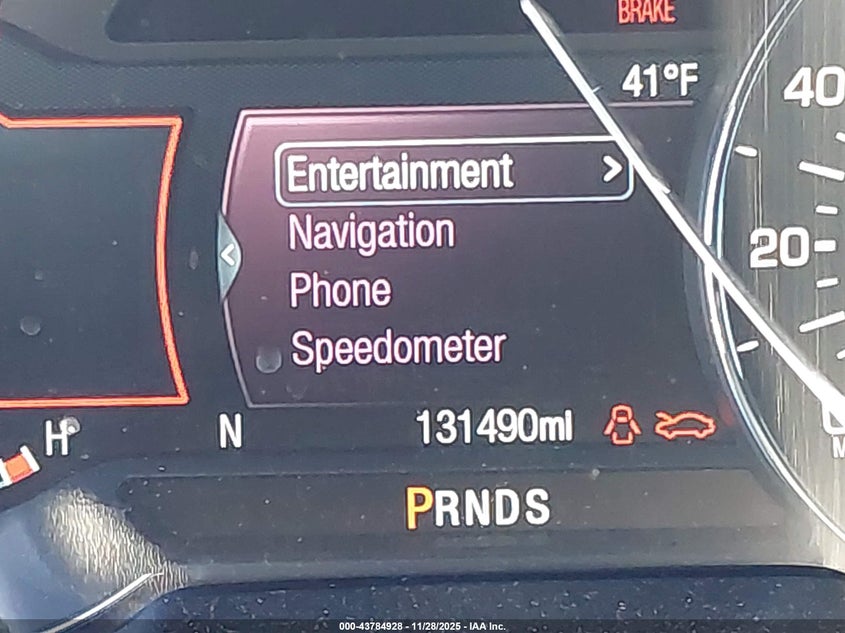 BRAKE
41°F
40
Entertainment >
Navigation
20
<
Phone
Speedometer
H
N
131490mi
PRNDS
000-43784928 - 11/28/2025 - IAA Inc.